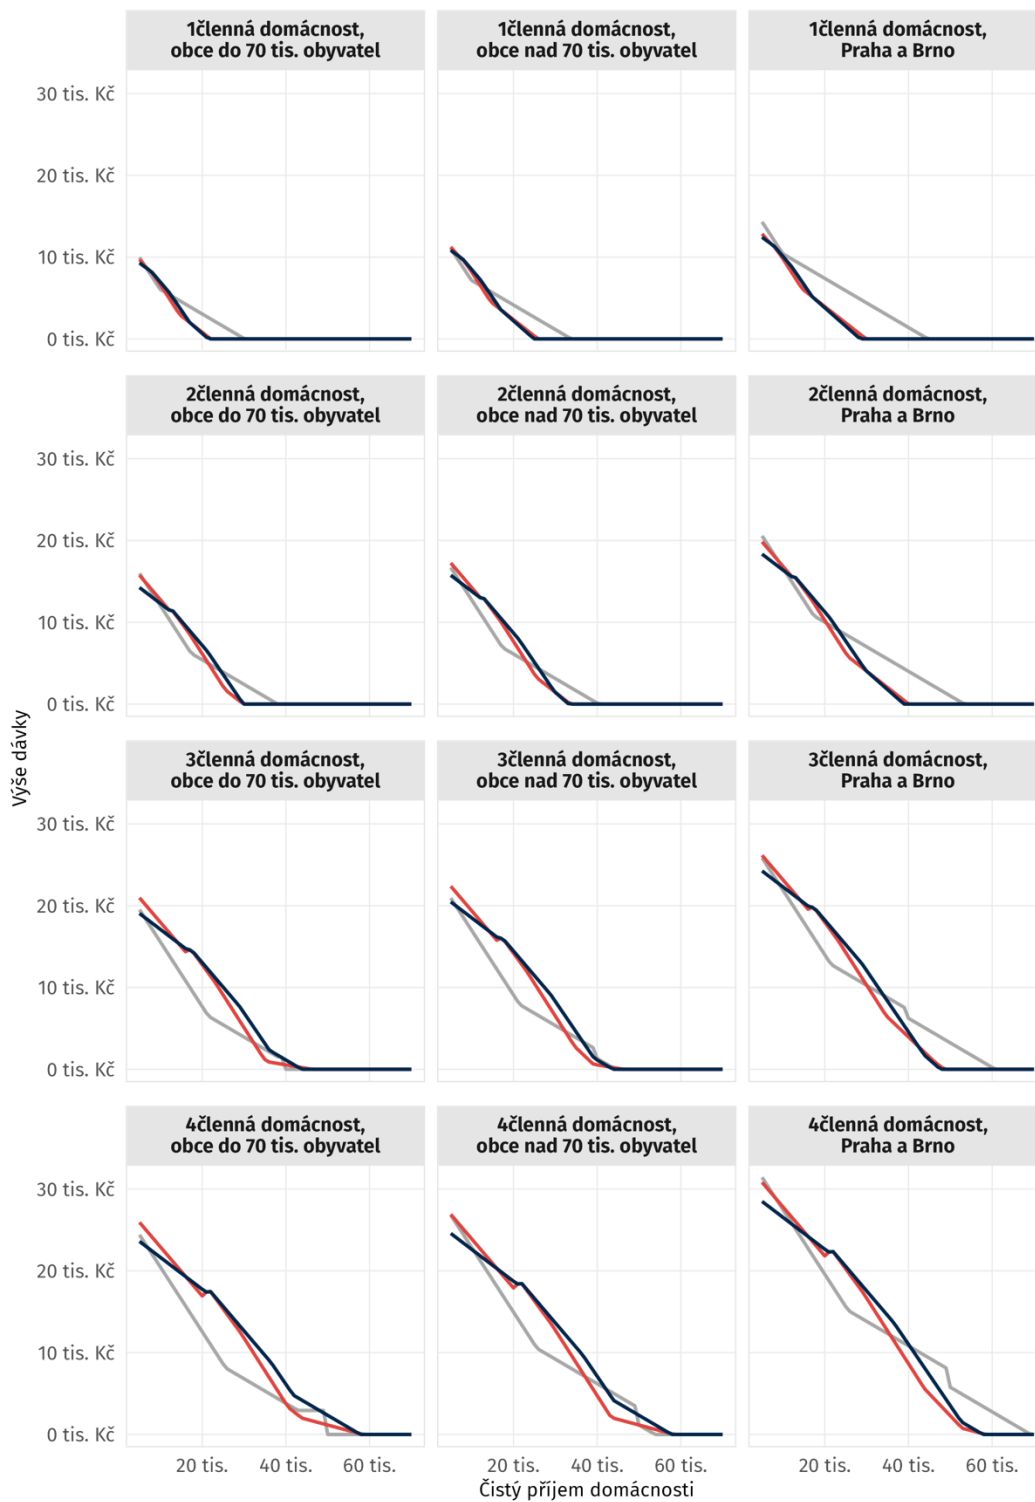 1členná domácnost,
obce do 70 tis. obyvatel
1členná domácnost,
obce nad 70 tis. obyvatel
1členná domácnost,
Praha a Brno
30 tis. Kč
20 tis. Kč
10 tis. Kč
0 tis. Kč
2členná domácnost,
obce do 70 tis. obyvatel
2členná domácnost,
obce nad 70 tis. obyvatel
2členná domácnost,
Praha a Brno
30 tis. Kč
20 tis. Kč
10 tis. Kč
0 tis. Kč
Výše dávky
3členná domácnost,
obce do 70 tis. obyvatel
3členná domácnost,
obce nad 70 tis. obyvatel
3členná domácnost,
Praha a Brno
30 tis. Kč
20 tis. Kč
10 tis. Kč
0 tis. Kč
4členná domácnost,
obce do 70 tis. obyvatel
4členná domácnost,
obce nad 70 tis. obyvatel
4členná domácnost,
Praha a Brno
30 tis. Kč
20 tis. Kč
10 tis. Kč
0 tis. Kč
20 tis. 40 tis. 60 tis.
20 tis. 40 tis. 60 tis.
20 tis. 40 tis. 60 tis.
Čistý příjem domácnosti